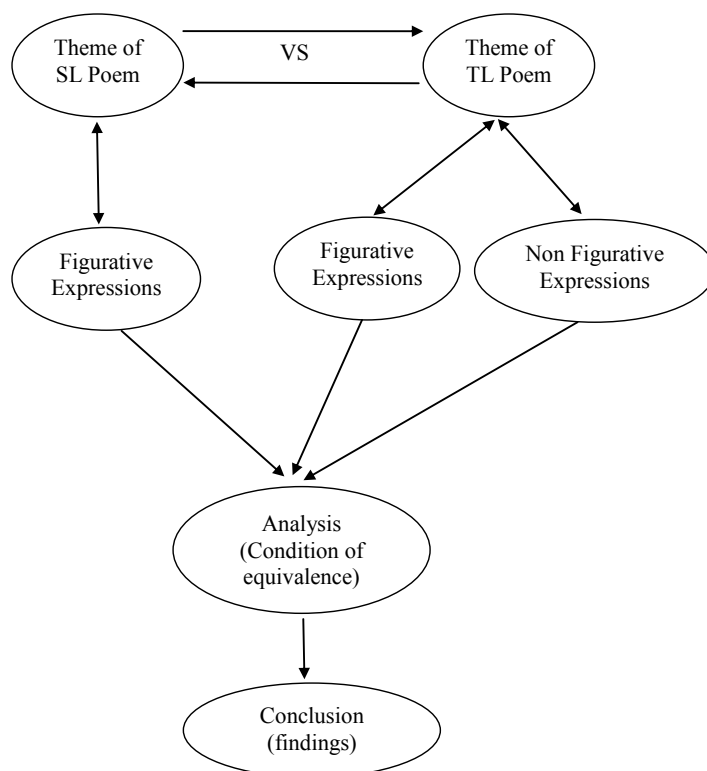 Theme of
SL Poem
VS
Theme of
TL Poem
Figurative
Expressions
Figurative
Expressions
Non Figurative
Expressions
Analysis
(Condition of
equivalence)
Conclusion
(findings)